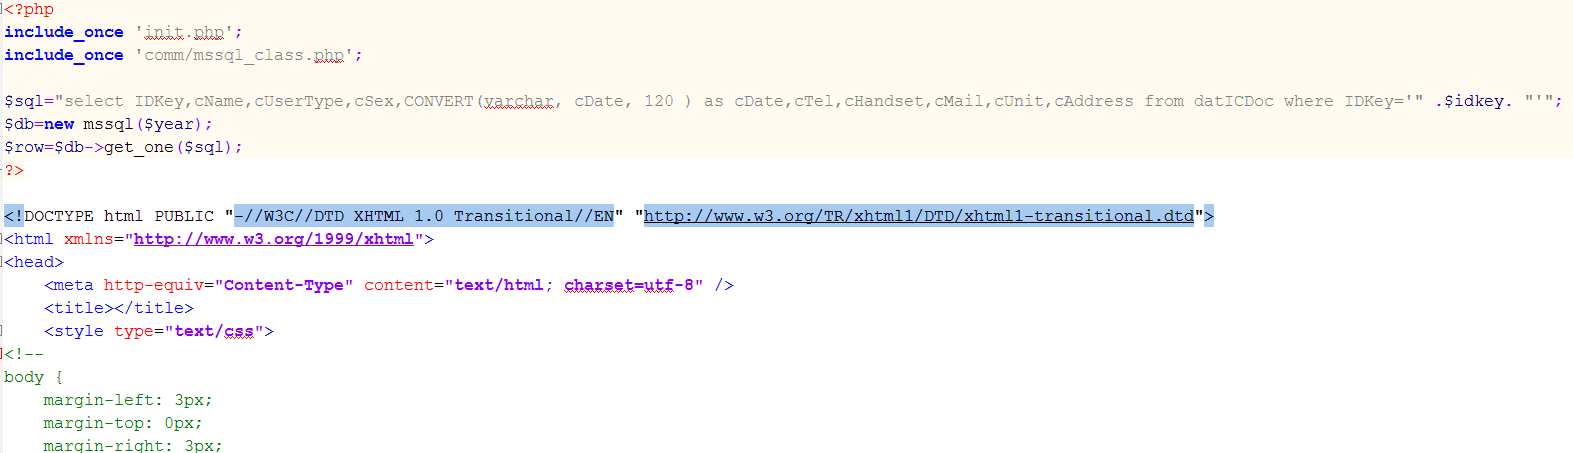 <?php
include_once 'init.php';
include_once 'comm/mssql_class.php';
$sql="select IDKey,cName,cUserType,cSex,CONVERT(varchar, cDate, 120 ) as cDate,cTel,cHandset,cMail,cUnit,cAddress from datICDoc where IDKey='" .$idkey. "'";
$db=new mssql($year);
$row=$db->get_one($sql);
?>
<!DOCTYPE html PUBLIC "-//W3C//DTD XHTML 1.0 Transitional//EN" "http://www.w3.org/TR/xhtml1/DTD/xhtml1-transitional.dtd">
<html xmlns="http://www.w3.org/1999/xhtml">
<head>
<meta http-equiv="Content-Type" content="text/html; charset=utf-8" />
<title></title>
<style type="text/css">
<!--
body {
margin-left: 3px;
margin-top: 0px;
margin-right: 3px;